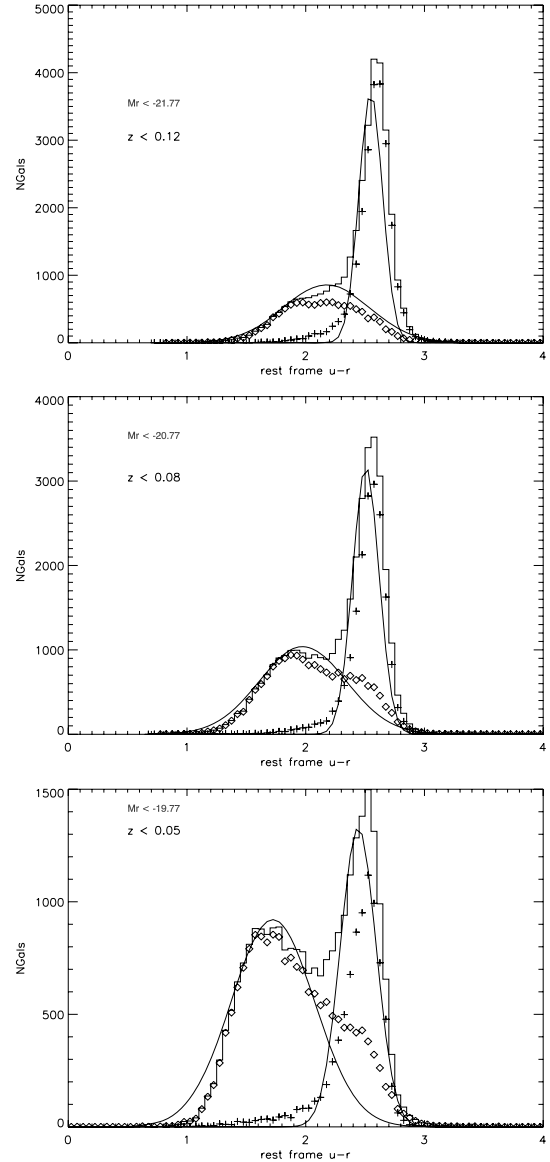 5000
4000
3000
2000
1000
0
NGals
Mr < -21.77
z < 0.12
0 1 2 3 4
rest frame u-r
4000
3000
2000
1000
0
NGals
Mr < -20.77
z < 0.08
0 1 2 3 4
rest frame u-r
1500
1000
500
0
NGals
Mr < -19.77
z < 0.05
0 1 2 3 4
rest frame u-r